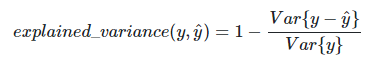 explained_variance(y, ŷ) = 1 − Var{y − ŷ} / Var{y}